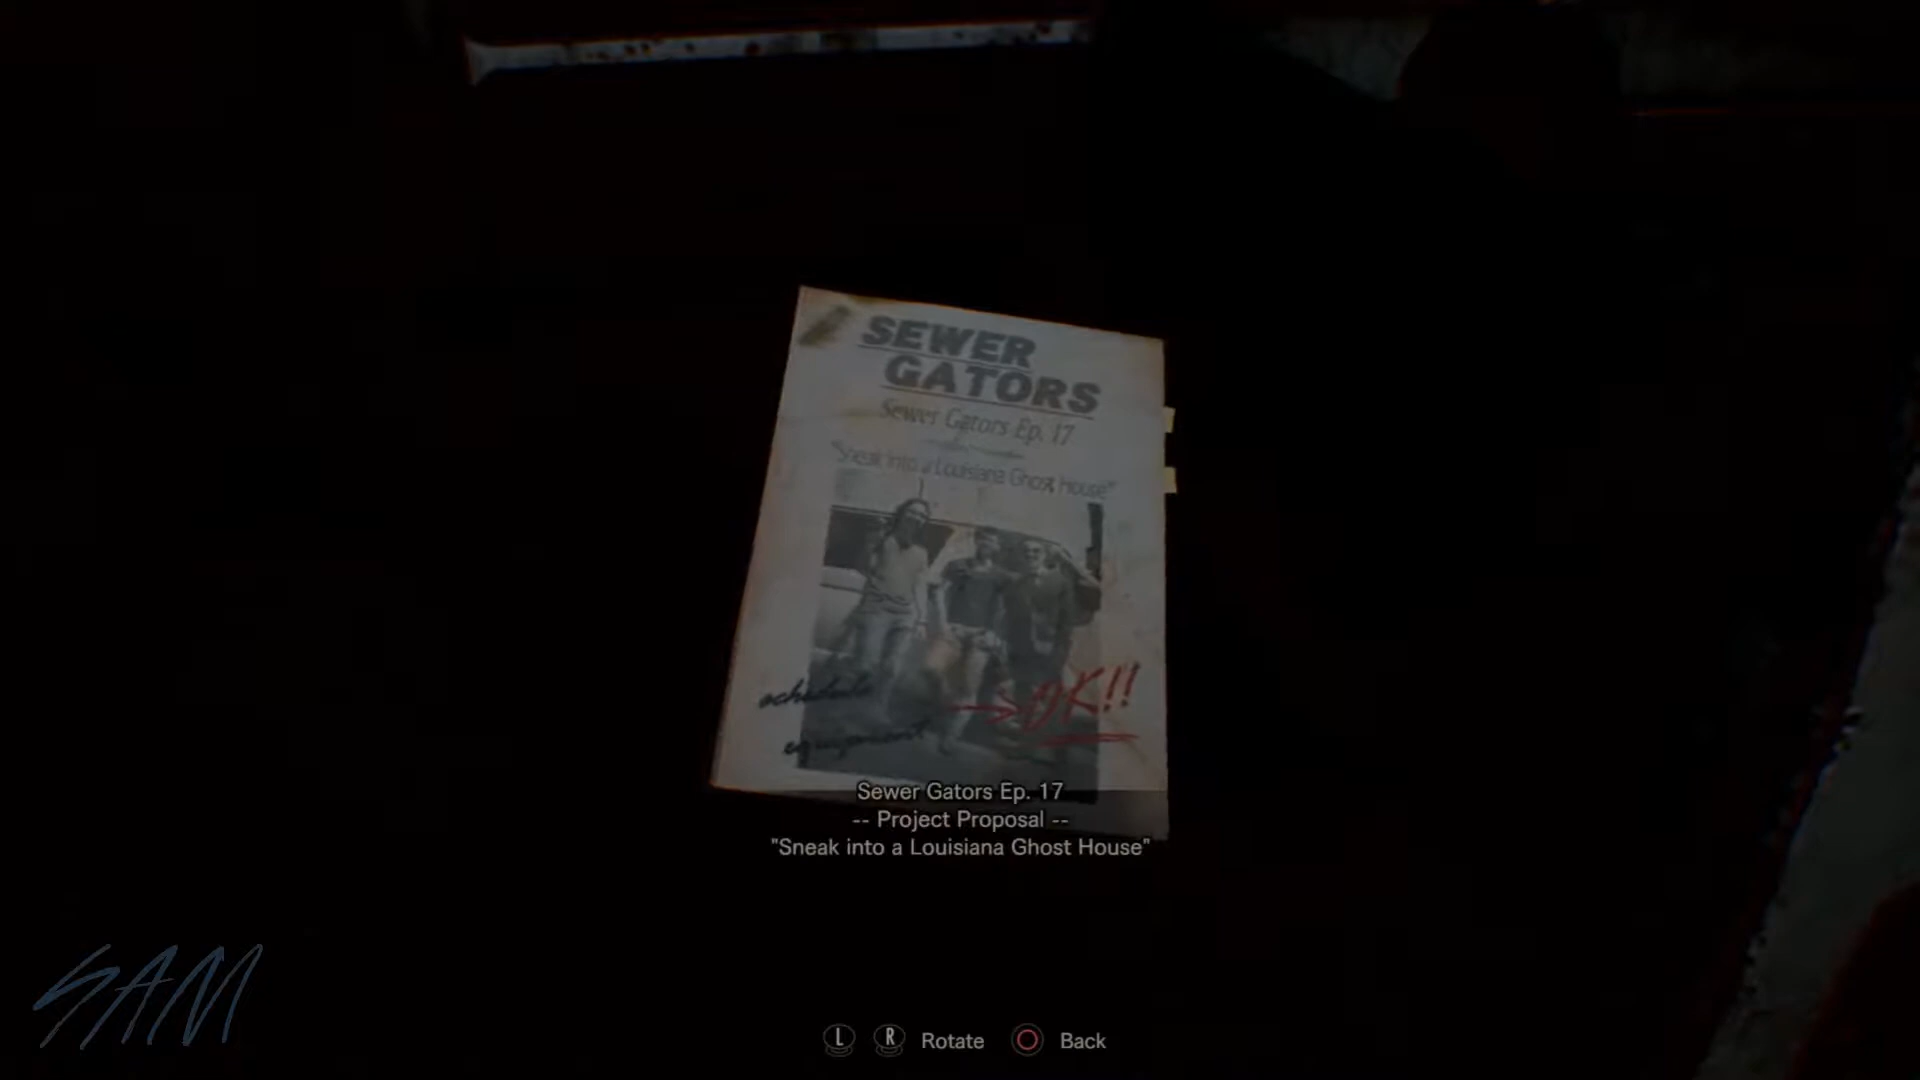 SEWER
GATORS
Sewer Gators Ep. 17
"Sneak into a Louisiana Ghost House"
schedule
equipment
→OK!!
Sewer Gators Ep. 17
-- Project Proposal --
"Sneak into a Louisiana Ghost House"
SAM
L R Rotate Back